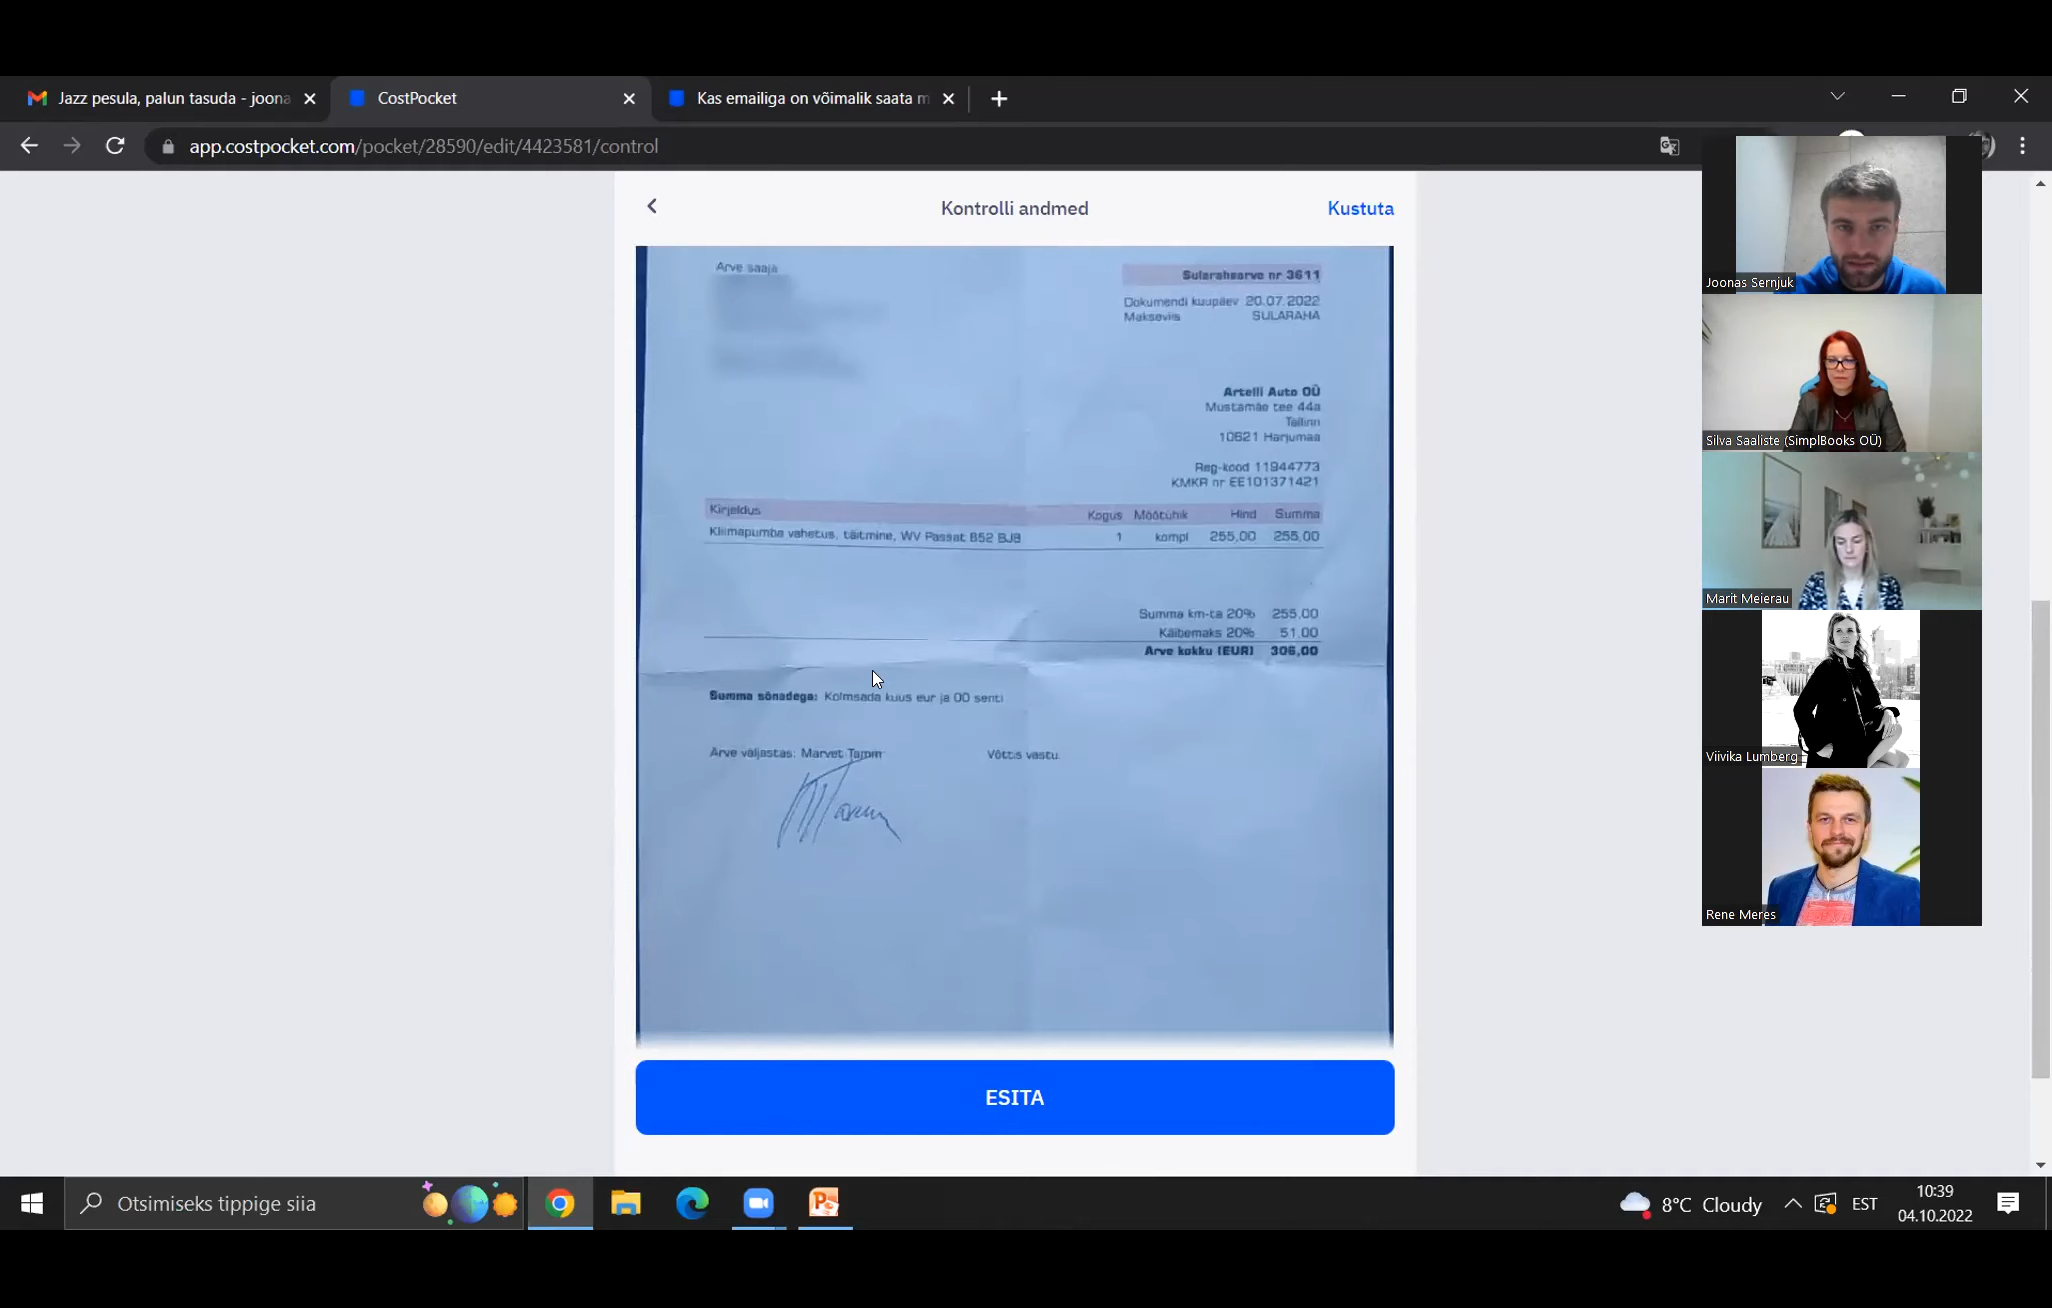 Jazz pesula, palun tasuda - joona
CostPocket
Kas emailiga on võimalik saata m
app.costpocket.com/pocket/28590/edit/4423581/control
Kontrolli andmed
Kustuta
Arve saaja
Sularahaarve nr 3611
Dokumendi kuupäev 20.07.2022
Makseviis SULARAHA
Artelli Auto OÜ
Mustamäe tee 44a
Tallinn
10621 Harjumaa
Reg-kood 11944773
KMKR nr EE101371421
Kirjeldus Kogus Mõõtühik Hind Summa
Kliimapumba vahetus, täitmine, WV Passat 852 BJB 1 kompl 255,00 255,00
Summa km-ta 20% 255,00
Käibemaks 20% 51,00
Arve kokku (EUR) 306,00
Summa sõnadega: Kolmsada kuus eur ja 00 senti
Arve väljastas: Marvet Tamm
Võttis vastu:
ESITA
Joonas Sernjuk
Silva Saaliste (SimplBooks OÜ)
Marit Meierau
Viivika Lumberg
Rene Meres
Otsimiseks tippige siia
8°C Cloudy
EST
10:39
04.10.2022